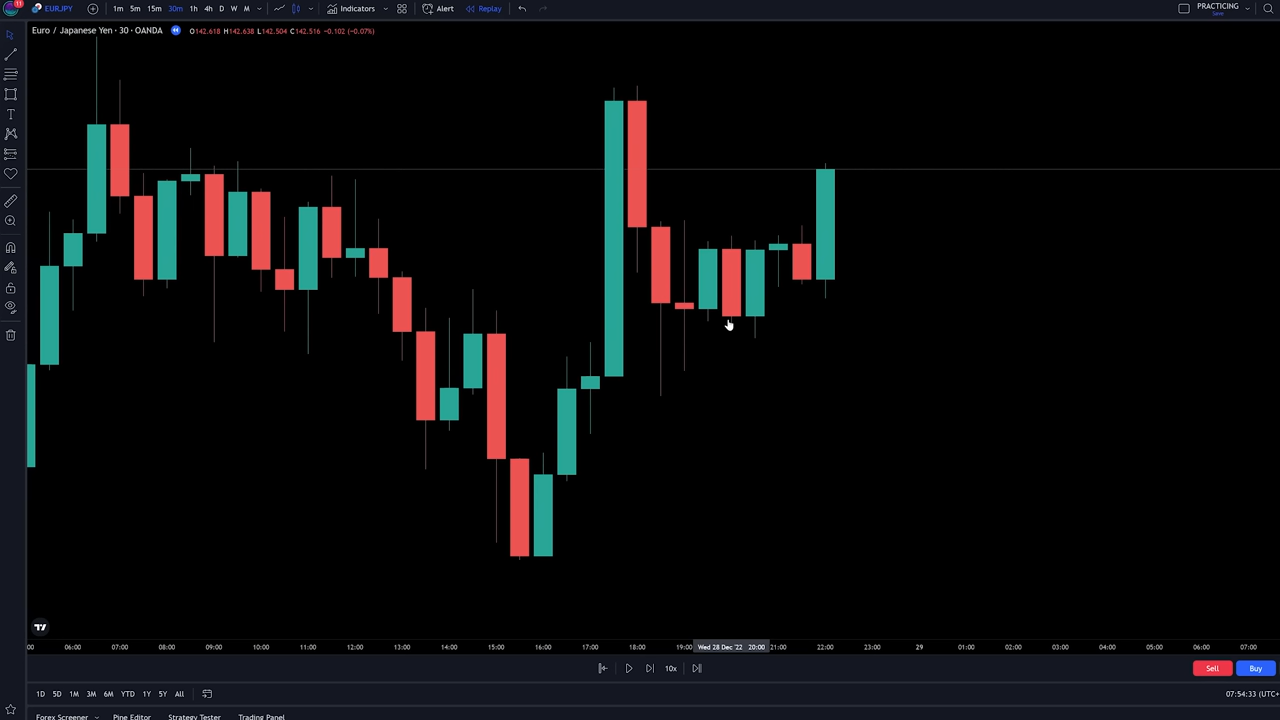 11 EURJPY 1m 5m 15m 30m 1h 4h D W M Indicators Alert Replay PRACTICING
Save
Euro / Japanese Yen · 30 · OANDA O142.618 H142.638 L142.504 C142.516 −0.102 (−0.07%)
:00 06:00 07:00 08:00 09:00 10:00 11:00 12:00 13:00 14:00 15:00 16:00 17:00 18:00 19:00 Wed 28 Dec '22 20:00 21:00 22:00 23:00 29 01:00 02:00 03:00 04:00 05:00 06:00 07:00
10x Sell Buy
1D 5D 1M 3M 6M YTD 1Y 5Y All 07:54:33 (UTC+
Forex Screener Pine Editor Strategy Tester Trading Panel